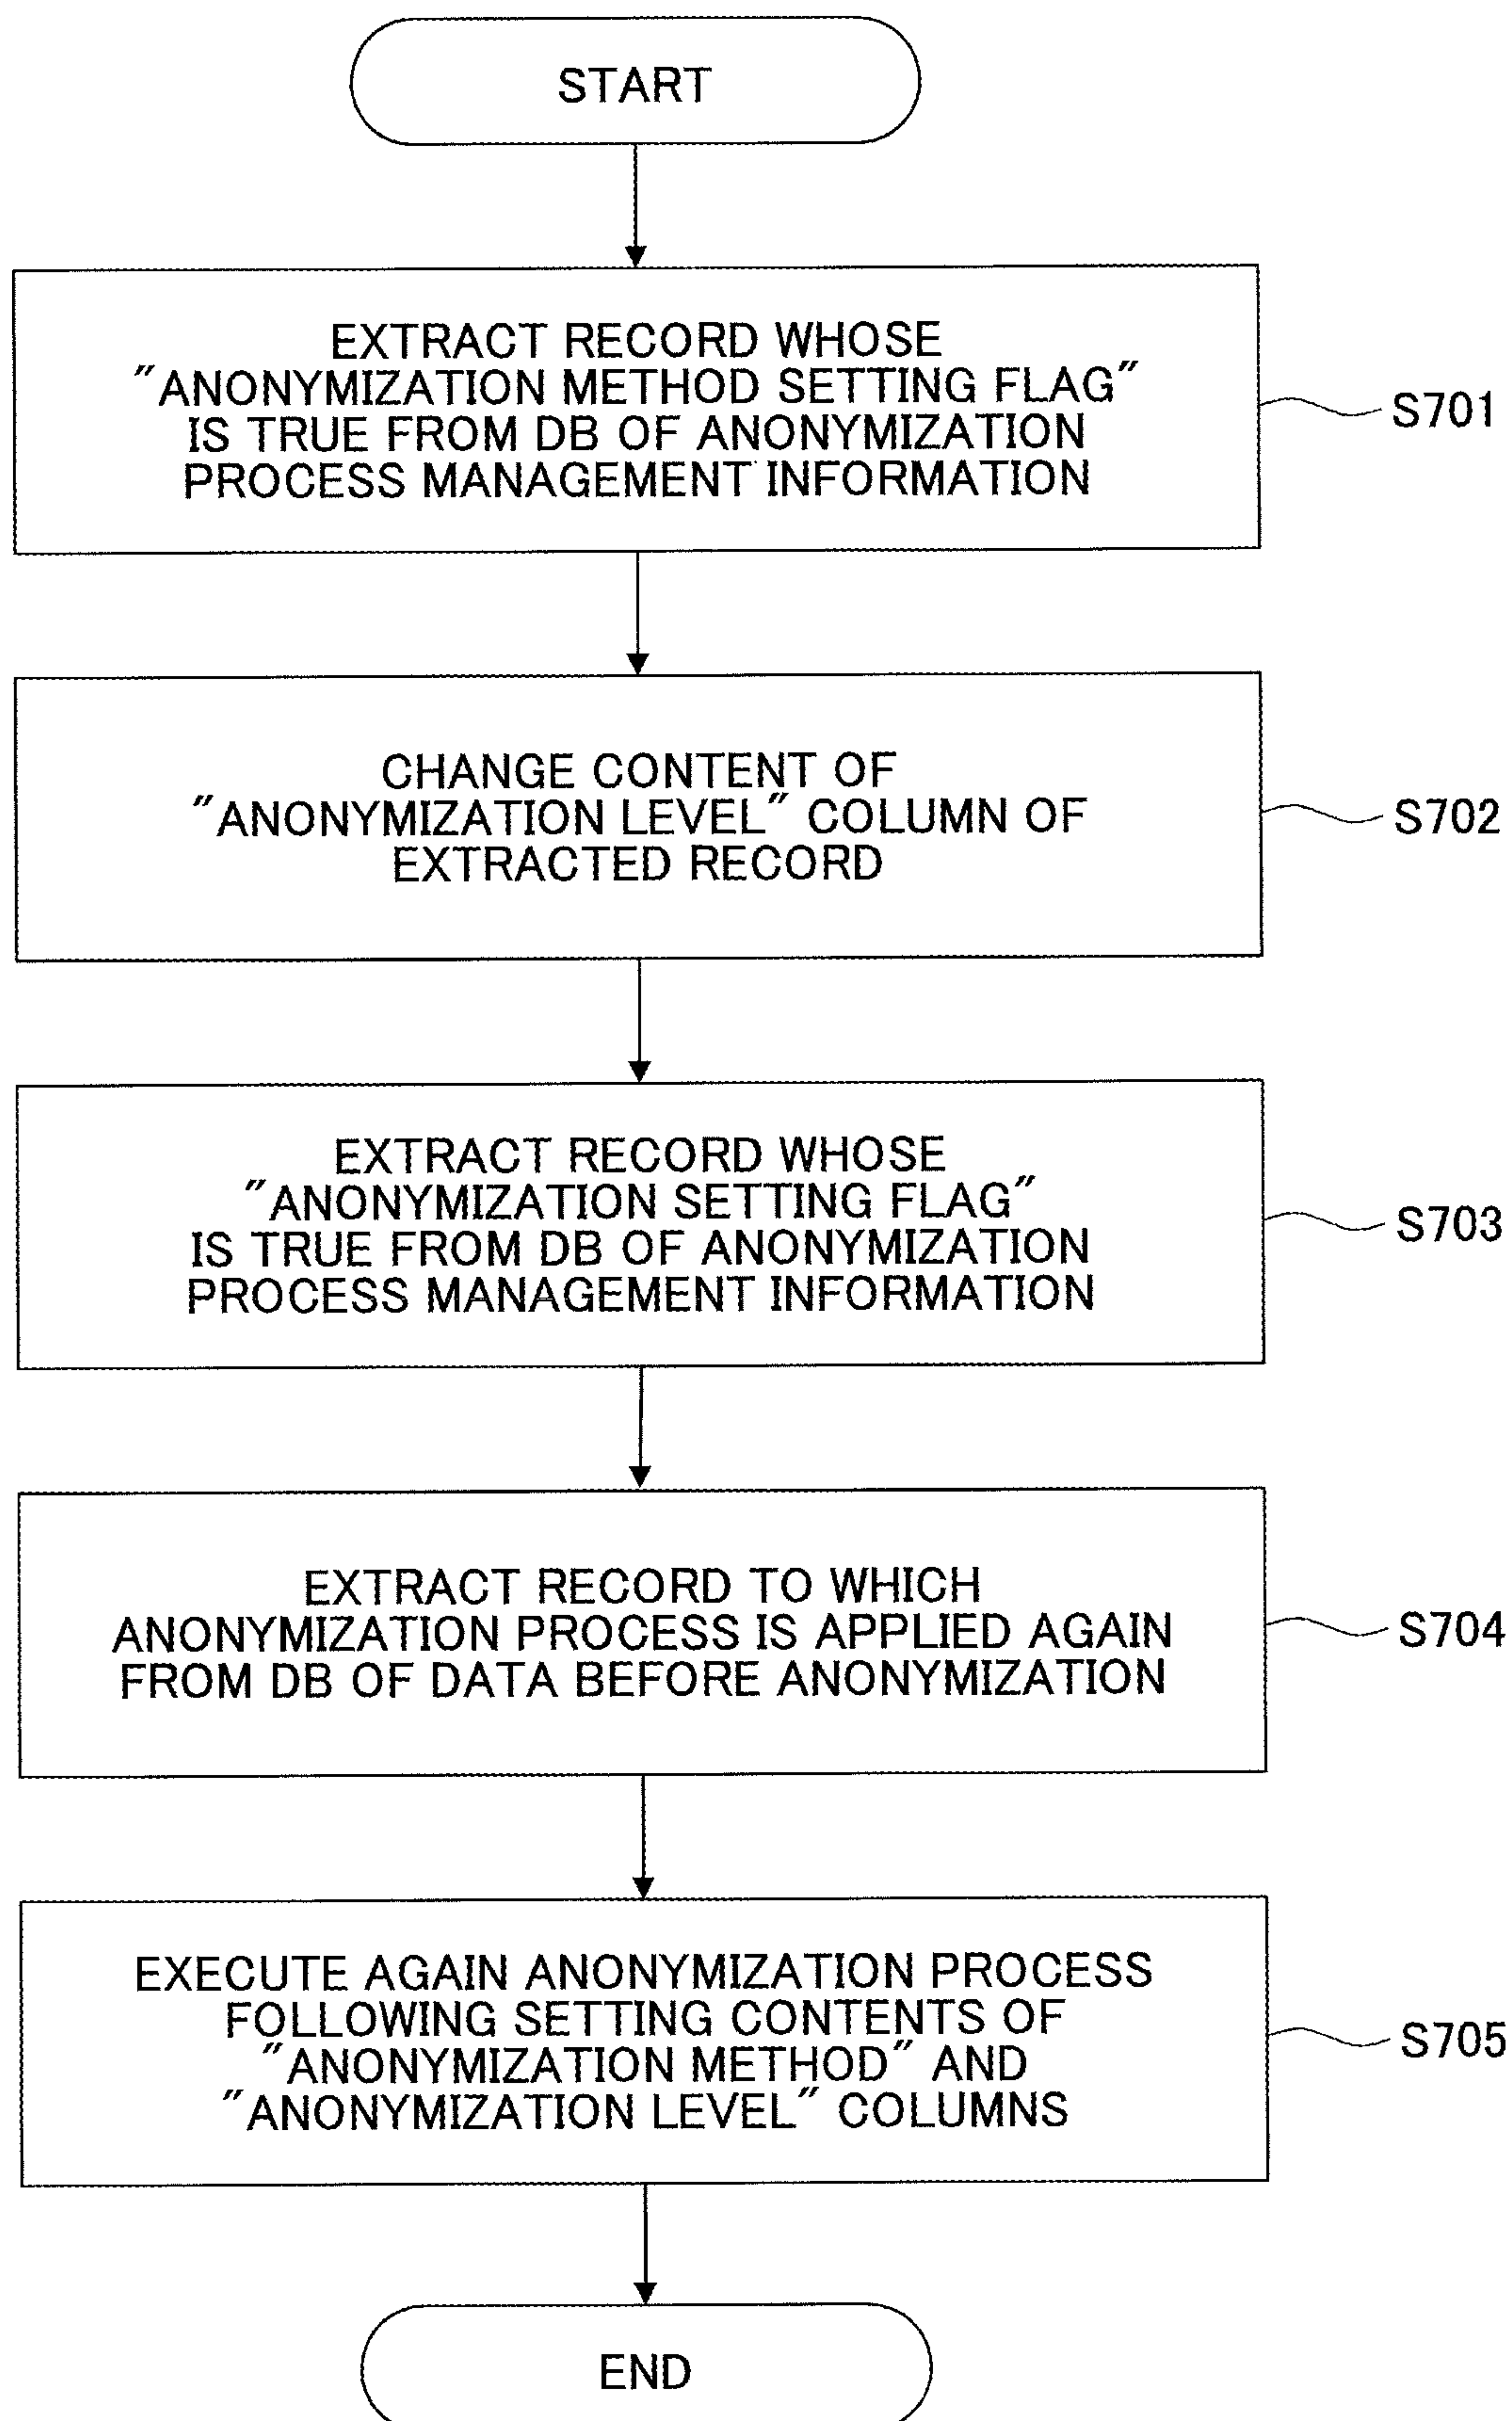 START
EXTRACT RECORD WHOSE
"ANONYMIZATION METHOD SETTING FLAG"
IS TRUE FROM DB OF ANONYMIZATION
PROCESS MANAGEMENT INFORMATION
S701
CHANGE CONTENT OF
"ANONYMIZATION LEVEL" COLUMN OF
EXTRACTED RECORD
S702
EXTRACT RECORD WHOSE
"ANONYMIZATION SETTING FLAG"
IS TRUE FROM DB OF ANONYMIZATION
PROCESS MANAGEMENT INFORMATION
S703
EXTRACT RECORD TO WHICH
ANONYMIZATION PROCESS IS APPLIED AGAIN
FROM DB OF DATA BEFORE ANONYMIZATION
S704
EXECUTE AGAIN ANONYMIZATION PROCESS
FOLLOWING SETTING CONTENTS OF
"ANONYMIZATION METHOD" AND
"ANONYMIZATION LEVEL" COLUMNS
S705
END